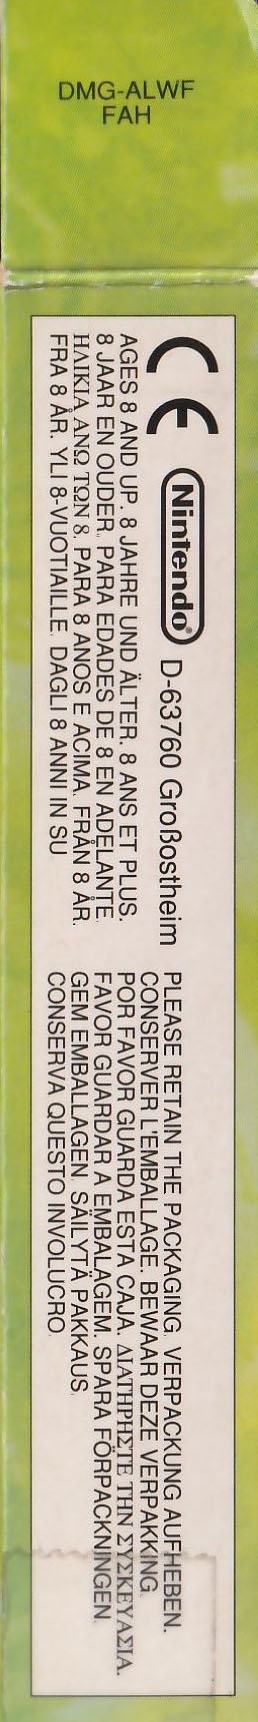 DMG-ALWF
FAH
CE Nintendo® D-63760 Großostheim
AGES 8 AND UP. 8 JAHRE UND ÄLTER. 8 ANS ET PLUS.
8 JAAR EN OUDER. PARA EDADES DE 8 EN ADELANTE.
ΗΛΙΚΙΑ ΑΝΩ ΤΩΝ 8. PARA 8 ANOS E ACIMA. FRÅN 8 ÅR.
FRA 8 ÅR. YLI 8-VUOTIAILLE. DAGLI 8 ANNI IN SU
PLEASE RETAIN THE PACKAGING. VERPACKUNG AUFHEBEN.
CONSERVER L'EMBALLAGE. BEWAAR DEZE VERPAKKING.
POR FAVOR GUARDA ESTA CAJA. ΔΙΑΤΗΡΗΣΤΕ ΤΗΝ ΣΥΣΚΕΥΑΣΙΑ.
FAVOR GUARDAR A EMBALAGEM. SPARA FÖRPACKNINGEN.
GEM EMBALLAGEN. SÄILYTÄ PAKKAUS.
CONSERVA QUESTO INVOLUCRO.